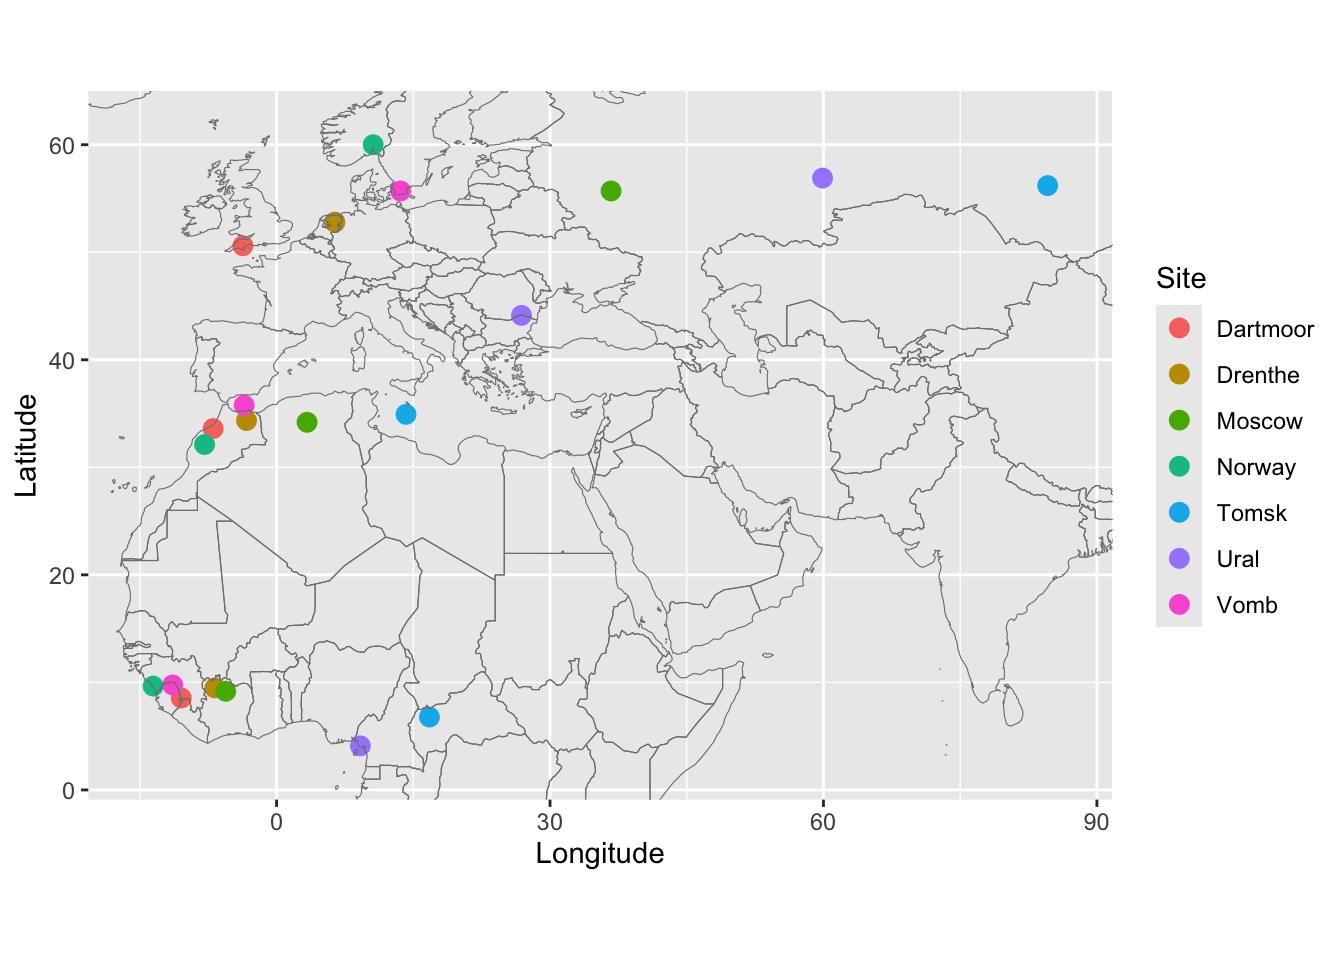 60
40
20
0
0
30
60
90
Longitude
Latitude
Site
Dartmoor
Drenthe
Moscow
Norway
Tomsk
Ural
Vomb